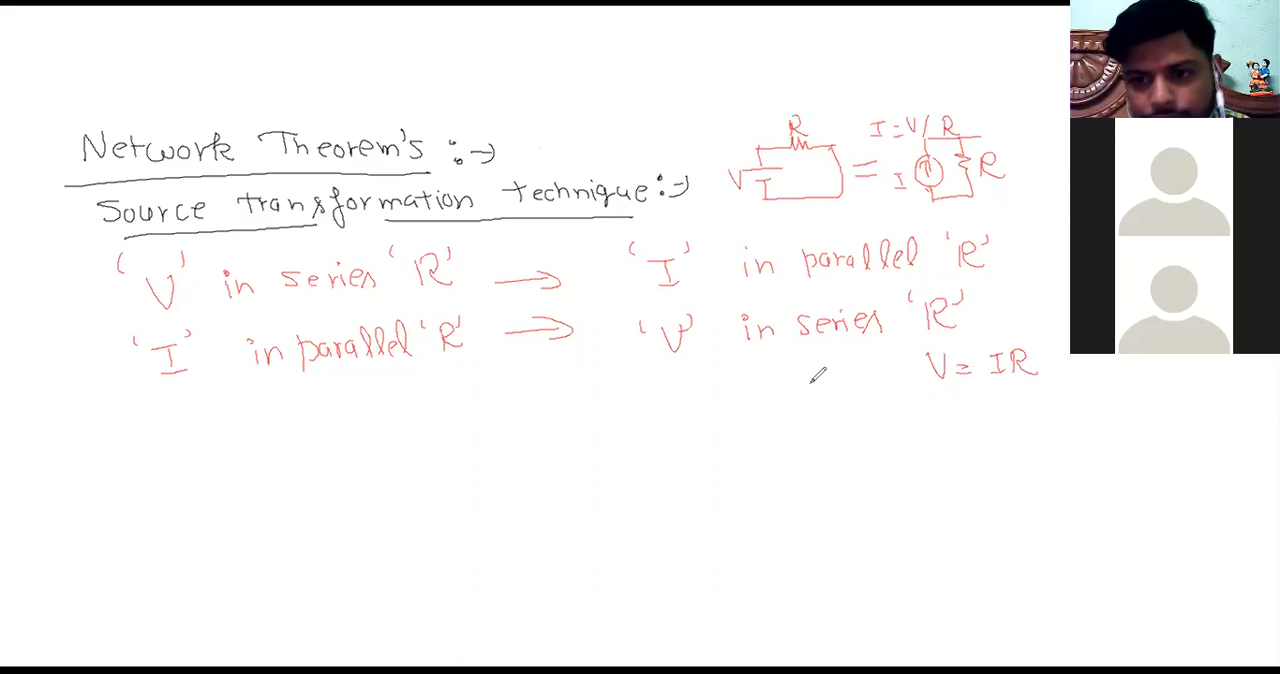 Network Theorem's :→
Source transformation technique :→
R
V
=
I = V/R
I
R
'V' in series 'R' → 'I' in parallel 'R'
'I' in parallel 'R' → 'V' in series 'R'
V = IR